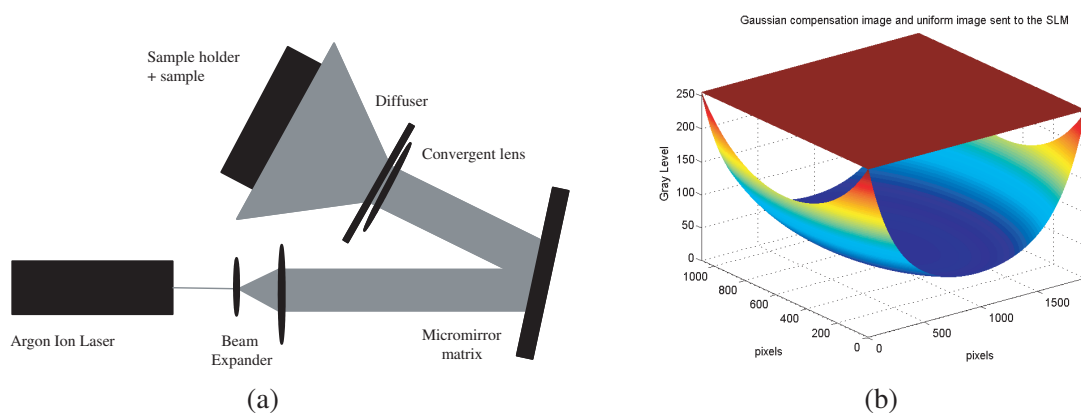 Sample holder
+ sample
Diffuser
Convergent lens
Argon Ion Laser
Beam
Expander
Micromirror
matrix
(a)
Gaussian compensation image and uniform image sent to the SLM
Gray Level
250
200
150
100
50
0
1000
800
600
400
200
0
pixels
0
500
1000
1500
pixels
(b)